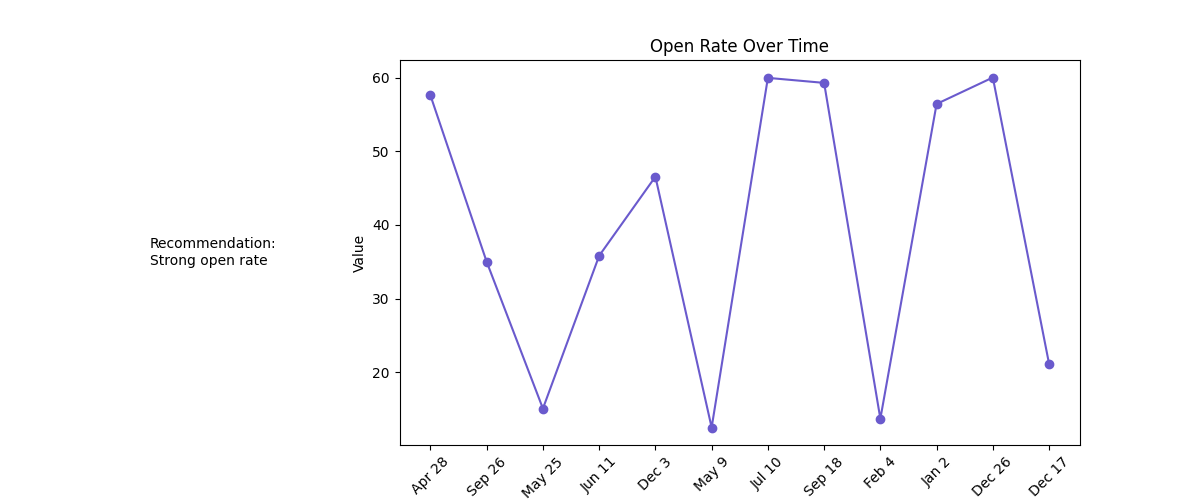 Open Rate Over Time
Recommendation:
Strong open rate
Value
60
50
40
30
20
Apr 28
Sep 26
May 25
Jun 11
Dec 3
May 9
Jul 10
Sep 18
Feb 4
Jan 2
Dec 26
Dec 17